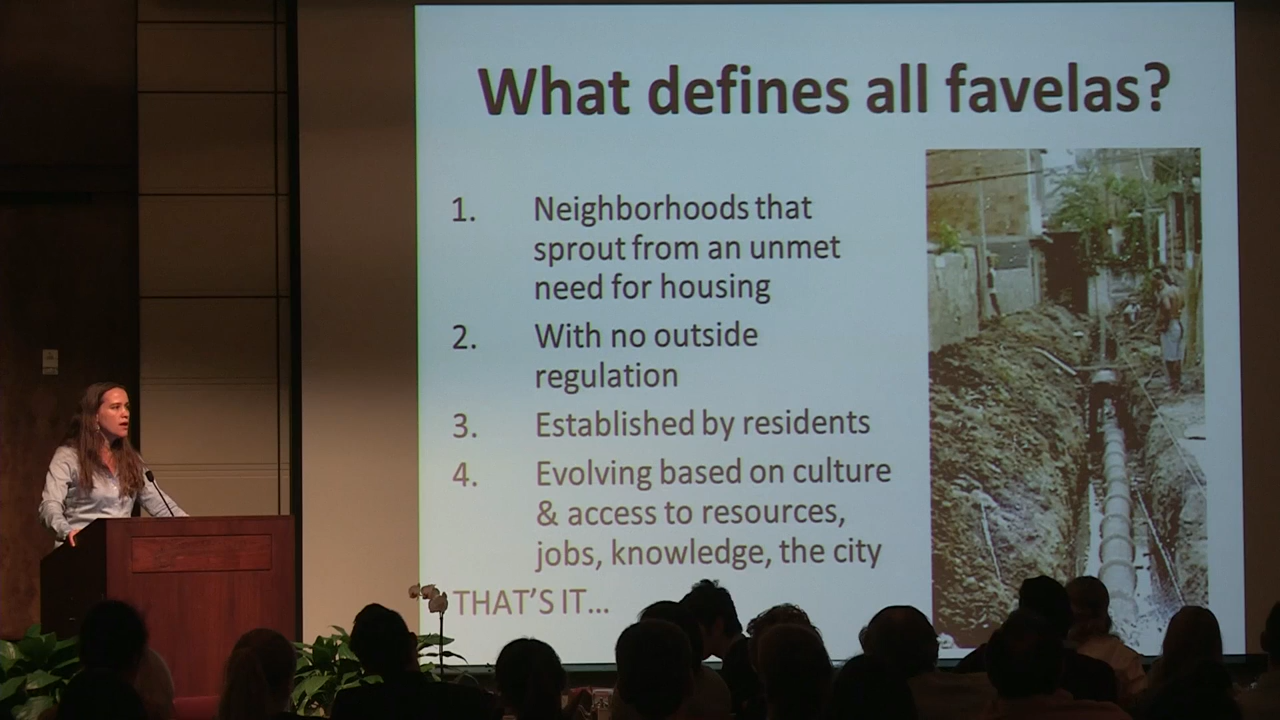 What defines all favelas?
1. Neighborhoods that
sprout from an unmet
need for housing
2. With no outside
regulation
3. Established by residents
4. Evolving based on culture
& access to resources,
jobs, knowledge, the city
THAT'S IT...